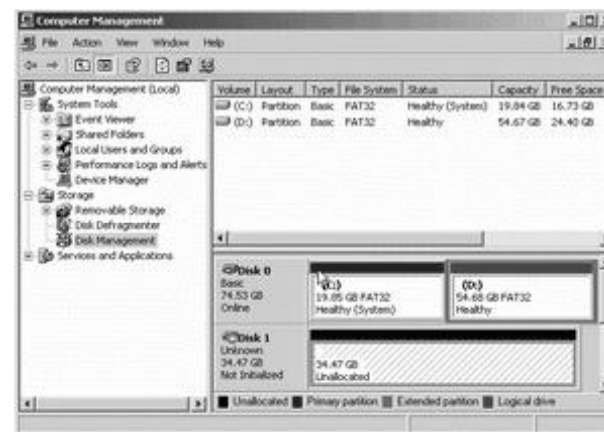 Computer Management
File Action View Window Help
Computer Management (Local)
System Tools
Event Viewer
Shared Folders
Local Users and Groups
Performance Logs and Alerts
Device Manager
Storage
Removable Storage
Disk Defragmenter
Disk Management
Services and Applications
Volume Layout Type File System Status Capacity Free Space
(C:) Partition Basic FAT32 Healthy (System) 19.84 GB 16.73 GB
(D:) Partition Basic FAT32 Healthy 54.67 GB 24.40 GB
Disk 0
Basic
74.53 GB
Online
(C:)
19.85 GB FAT32
Healthy (System)
(D:)
54.68 GB FAT32
Healthy
Disk 1
Unknown
34.47 GB
Not Initialized
34.47 GB
Unallocated
Unallocated Primary partition Extended partition Logical drive